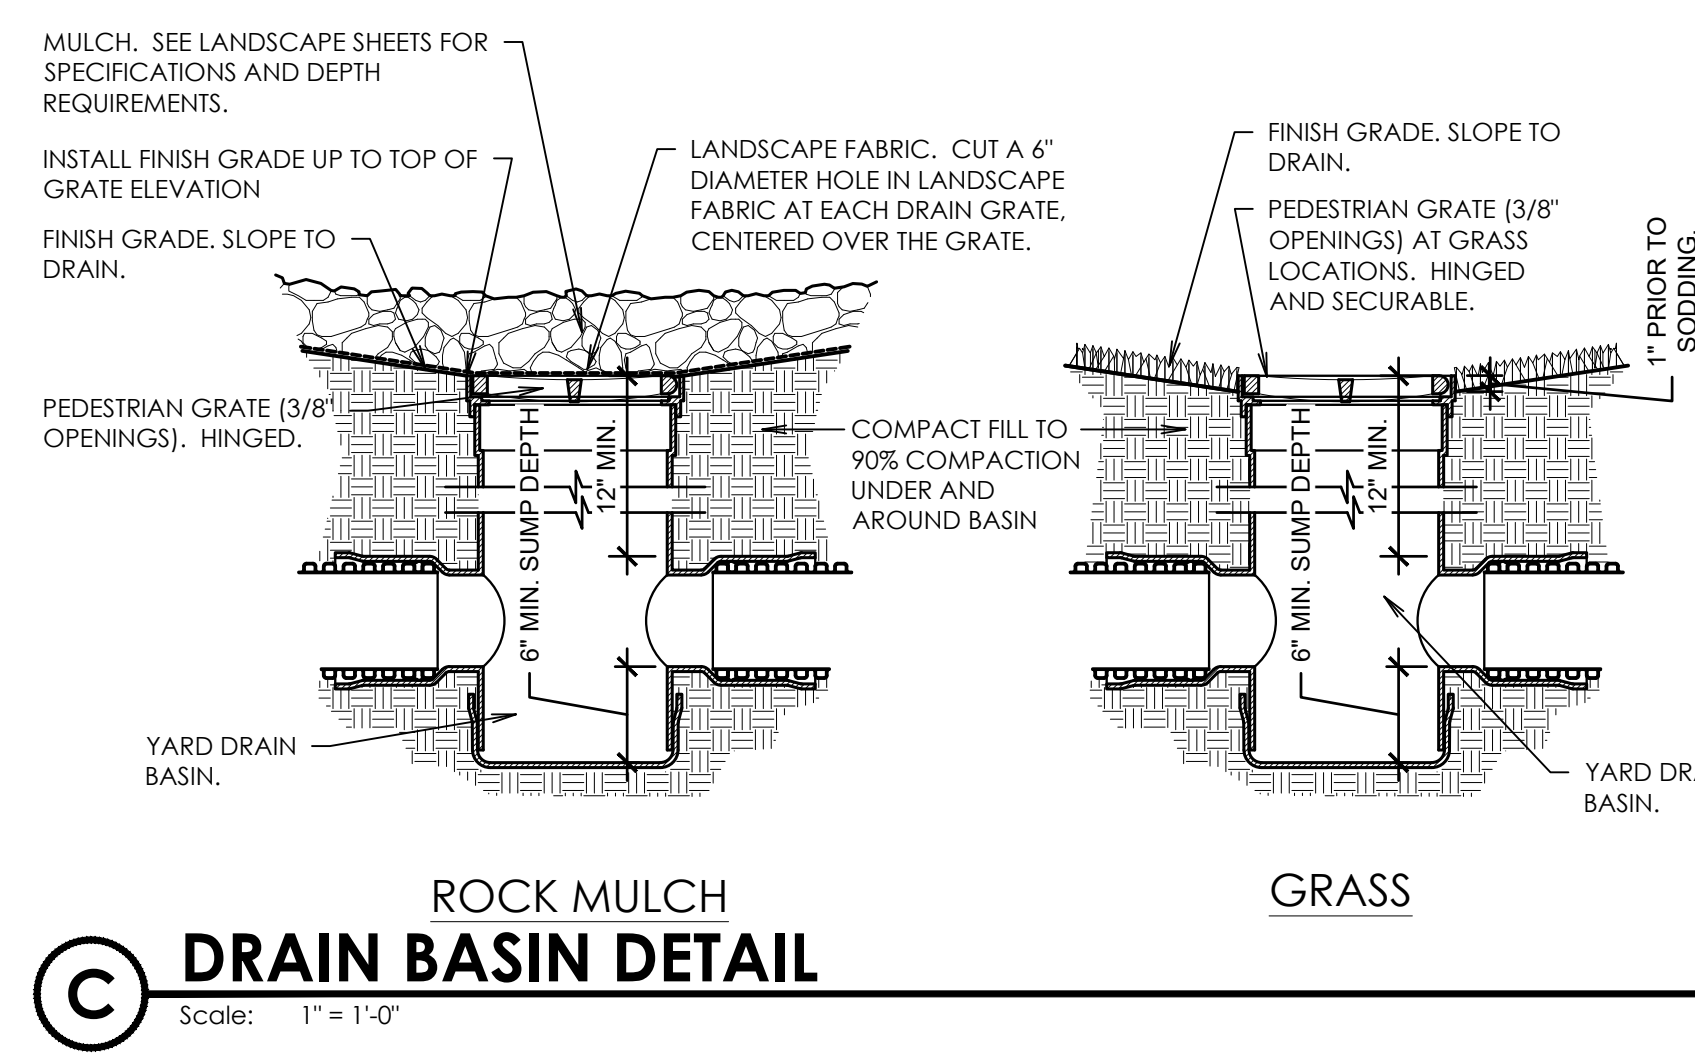 MULCH. SEE LANDSCAPE SHEETS FOR
SPECIFICATIONS AND DEPTH
REQUIREMENTS.
INSTALL FINISH GRADE UP TO TOP OF
GRATE ELEVATION
FINISH GRADE. SLOPE TO
DRAIN.
PEDESTRIAN GRATE (3/8"
OPENINGS). HINGED.
YARD DRAIN
BASIN.
LANDSCAPE FABRIC. CUT A 6"
DIAMETER HOLE IN LANDSCAPE
FABRIC AT EACH DRAIN GRATE,
CENTERED OVER THE GRATE.
6" MIN. SUMP DEPTH
12" MIN.
COMPACT FILL TO
90% COMPACTION
UNDER AND
AROUND BASIN
FINISH GRADE. SLOPE TO
DRAIN.
PEDESTRIAN GRATE (3/8"
OPENINGS) AT GRASS
LOCATIONS. HINGED
AND SECURABLE.
1" PRIOR TO
SODDING.
6" MIN. SUMP DEPTH
12" MIN.
YARD
BASIN.
ROCK MULCH
GRASS
C
DRAIN BASIN DETAIL
Scale: 1" = 1'-0"